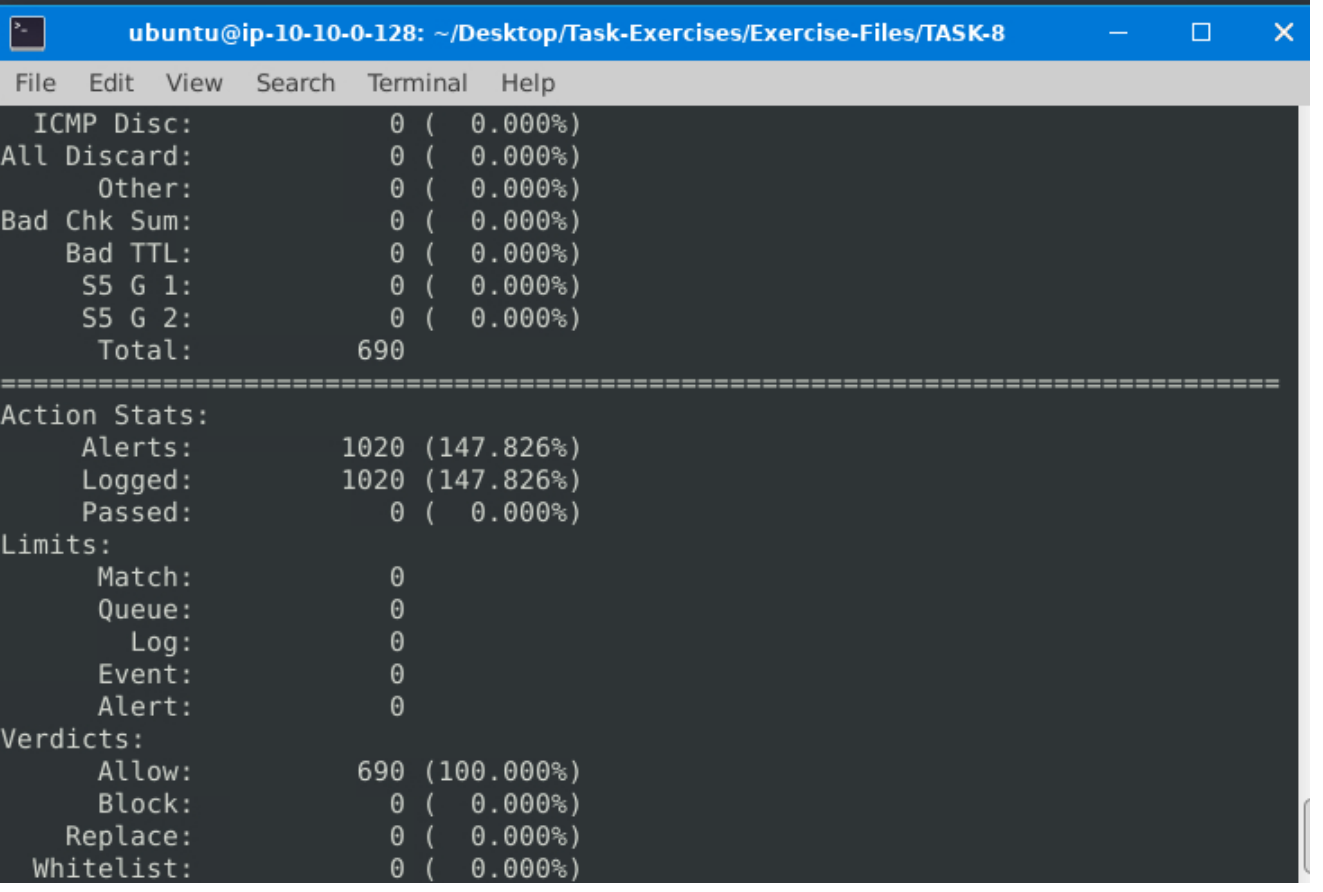 ubuntu@ip-10-10-0-128: ~/Desktop/Task-Exercises/Exercise-Files/TASK-8
File Edit View Search Terminal Help
ICMP Disc: 0 ( 0.000%)
All Discard: 0 ( 0.000%)
Other: 0 ( 0.000%)
Bad Chk Sum: 0 ( 0.000%)
Bad TTL: 0 ( 0.000%)
S5 G 1: 0 ( 0.000%)
S5 G 2: 0 ( 0.000%)
Total: 690
===============================================================================
Action Stats:
Alerts: 1020 (147.826%)
Logged: 1020 (147.826%)
Passed: 0 ( 0.000%)
Limits:
Match: 0
Queue: 0
Log: 0
Event: 0
Alert: 0
Verdicts:
Allow: 690 (100.000%)
Block: 0 ( 0.000%)
Replace: 0 ( 0.000%)
Whitelist: 0 ( 0.000%)